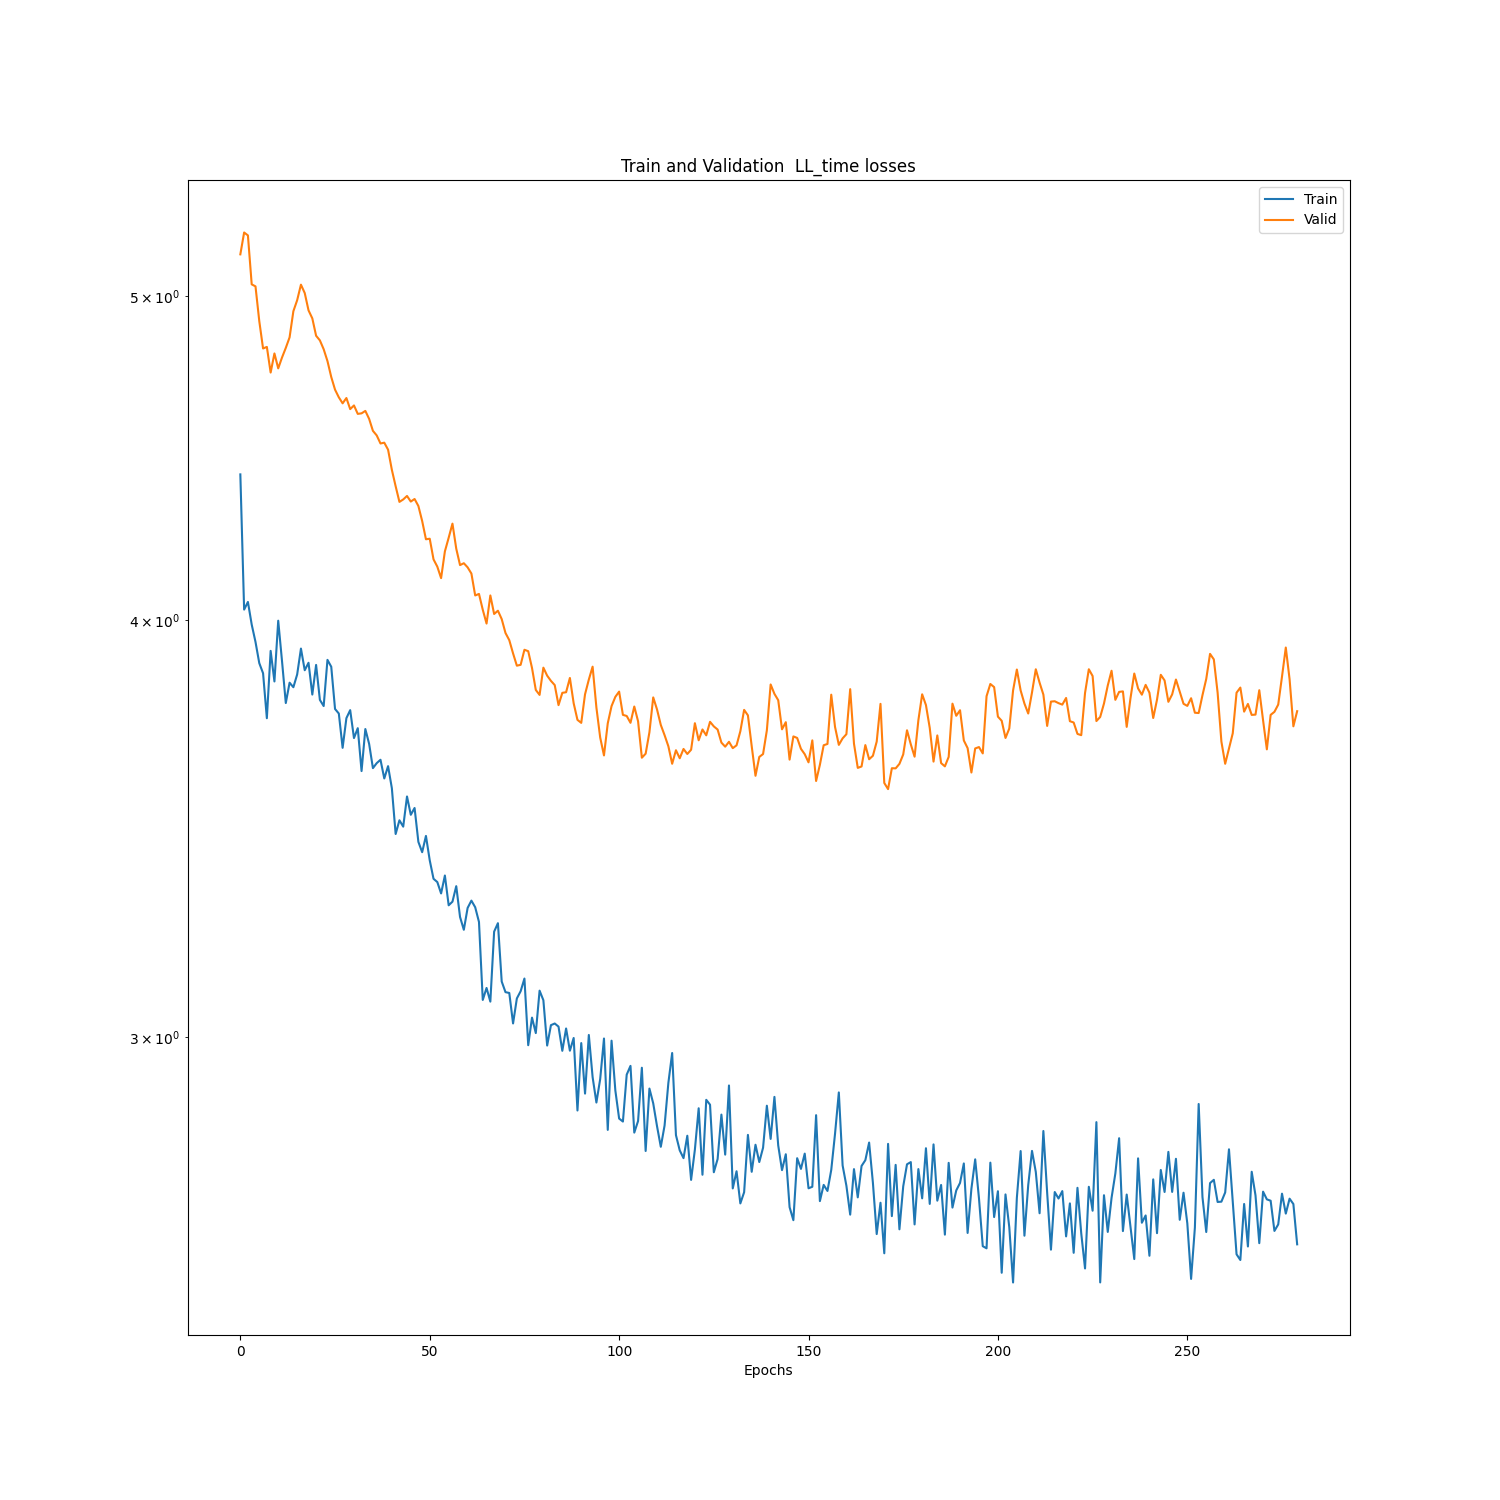 Train and Validation  LL_time losses
Train
Valid
5 × 10⁰
4 × 10⁰
3 × 10⁰
0 50 100 150 200 250
Epochs